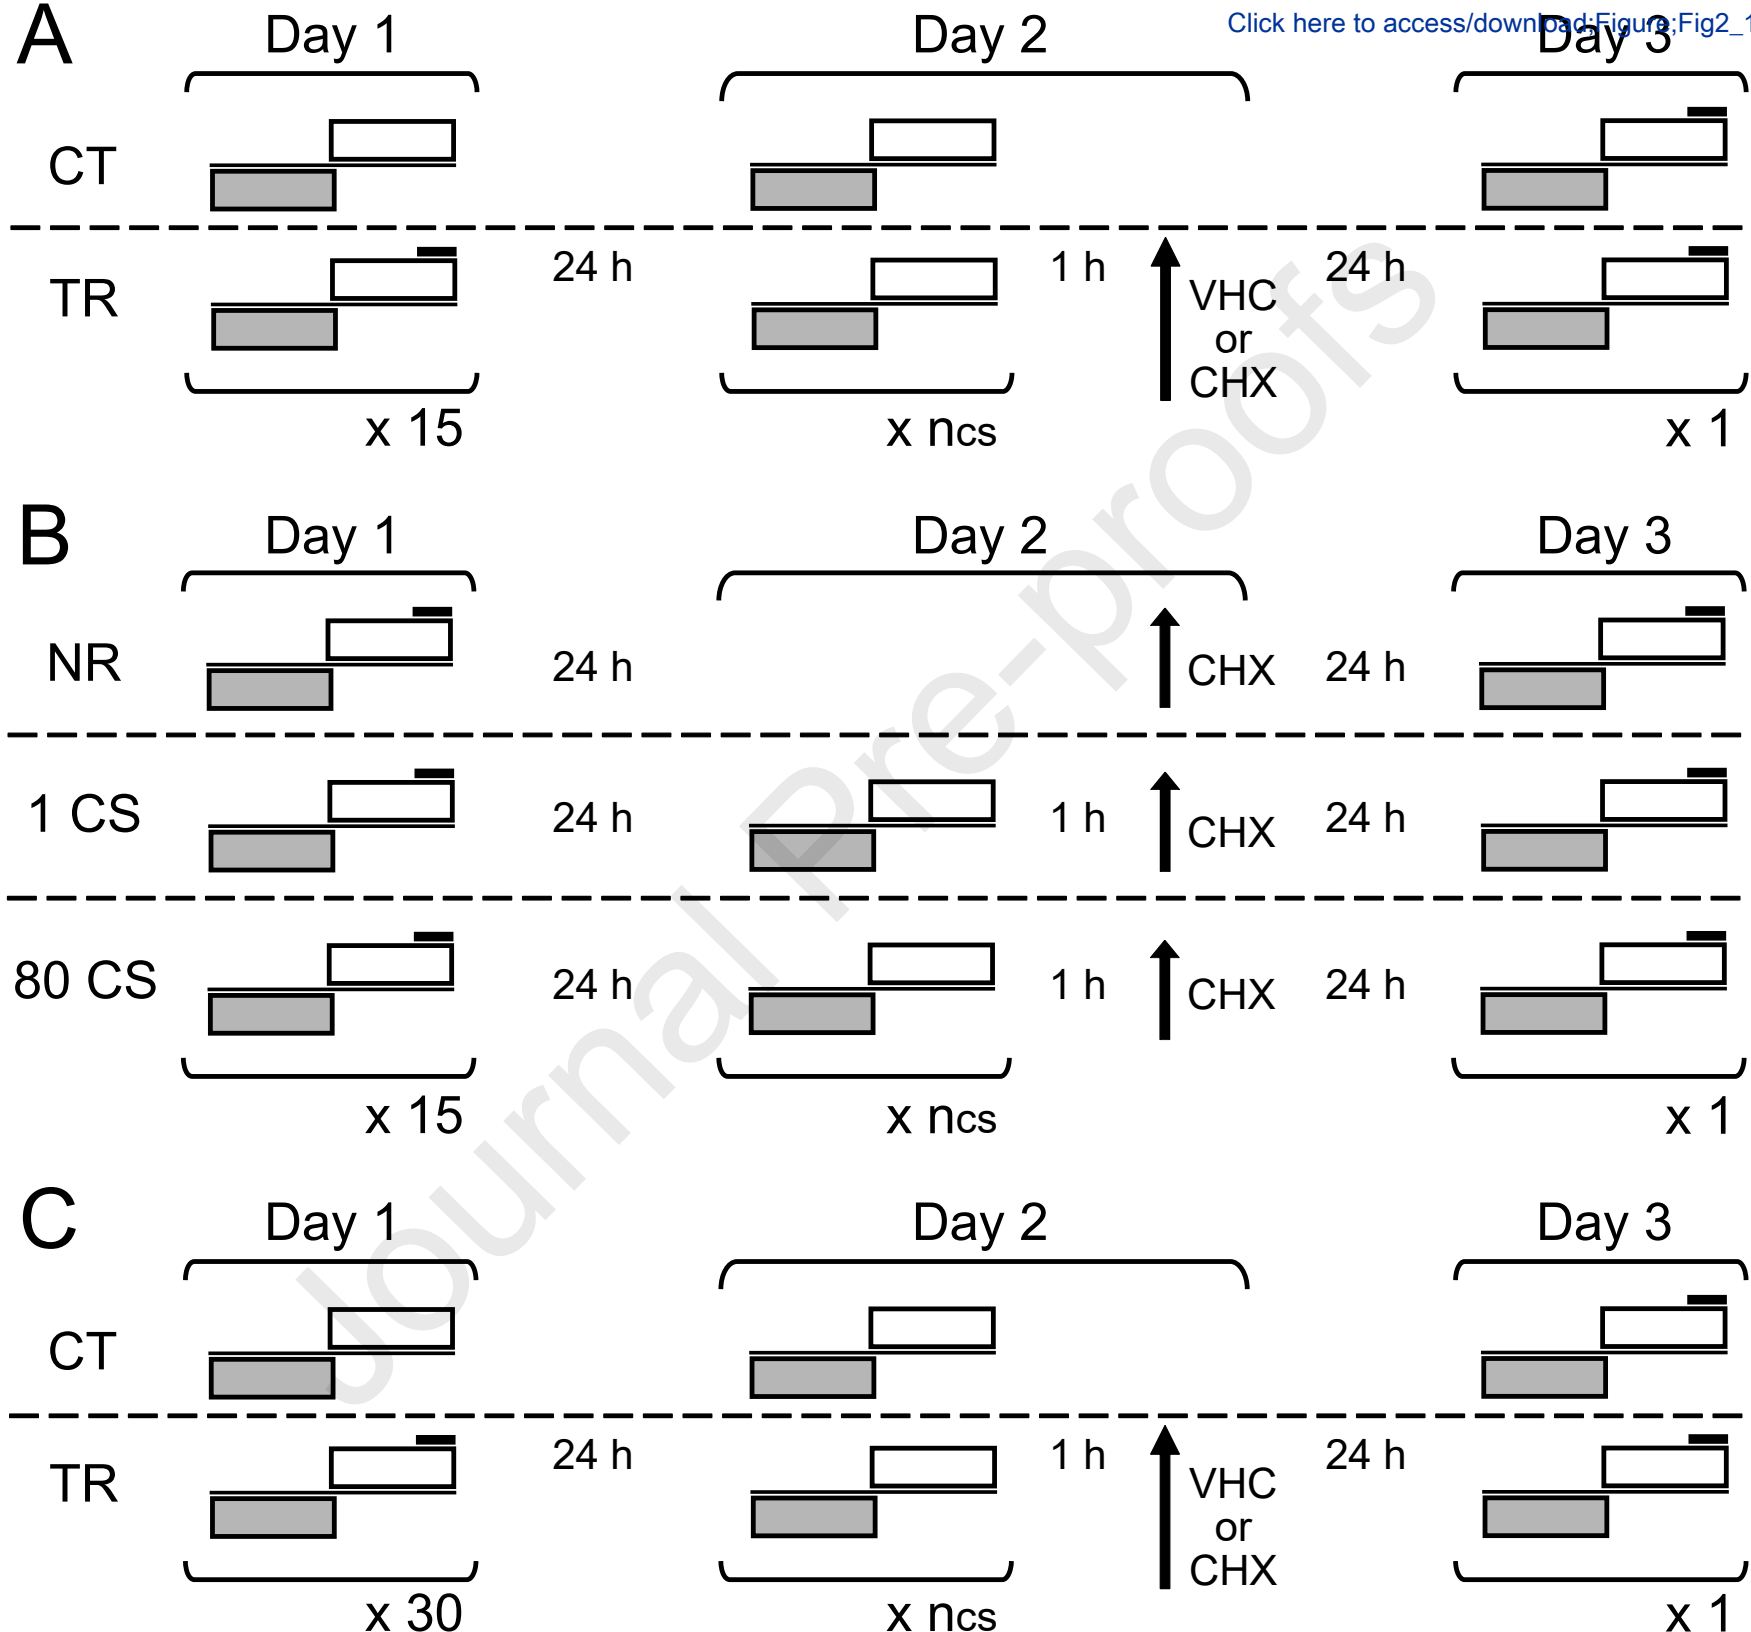 A
Day 1
Day 2
Click here to access/download;Figure;Fig2_1
Day 3
CT
TR
24 h
1 h
24 h
VHC
or
CHX
x 15
x ncs
x 1
B
Day 1
Day 2
Day 3
NR
24 h
CHX
24 h
1 CS
24 h
1 h
CHX
24 h
80 CS
24 h
1 h
CHX
24 h
x 15
x ncs
x 1
C
Day 1
Day 2
Day 3
CT
TR
24 h
1 h
24 h
VHC
or
CHX
x 30
x ncs
x 1
Journal Pre-proofs